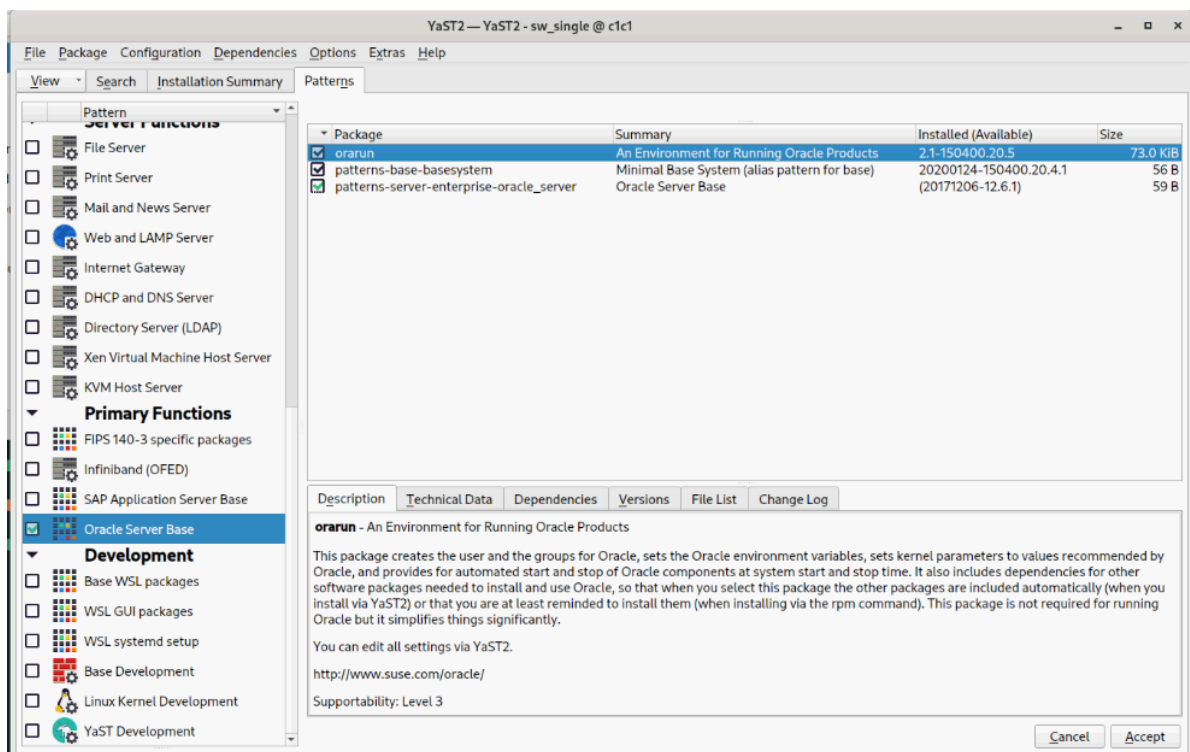 YaST2 — YaST2 - sw_single @ c1c1
File Package Configuration Dependencies Options Extras Help
View Search Installation Summary Patterns
Pattern
Server Functions
File Server
Print Server
Mail and News Server
Web and LAMP Server
Internet Gateway
DHCP and DNS Server
Directory Server (LDAP)
Xen Virtual Machine Host Server
KVM Host Server
Primary Functions
FIPS 140-3 specific packages
Infiniband (OFED)
SAP Application Server Base
Oracle Server Base
Development
Base WSL packages
WSL GUI packages
WSL systemd setup
Base Development
Linux Kernel Development
YaST Development
Package Summary Installed (Available) Size
orarun An Environment for Running Oracle Products 2.1-150400.20.5 73.0 KiB
patterns-base-basesystem Minimal Base System (alias pattern for base) 20200124-150400.20.4.1 56 B
patterns-server-enterprise-oracle_server Oracle Server Base (20171206-12.6.1) 59 B
Description Technical Data Dependencies Versions File List Change Log
orarun - An Environment for Running Oracle Products
This package creates the user and the groups for Oracle, sets the Oracle environment variables, sets kernel parameters to values recommended by
Oracle, and provides for automated start and stop of Oracle components at system start and stop time. It also includes dependencies for other
software packages needed to install and use Oracle, so that when you select this package the other packages are included automatically (when you
install via YaST2) or that you are at least reminded to install them (when installing via the rpm command). This package is not required for running
Oracle but it simplifies things significantly.
You can edit all settings via YaST2.
http://www.suse.com/oracle/
Supportability: Level 3
Cancel Accept